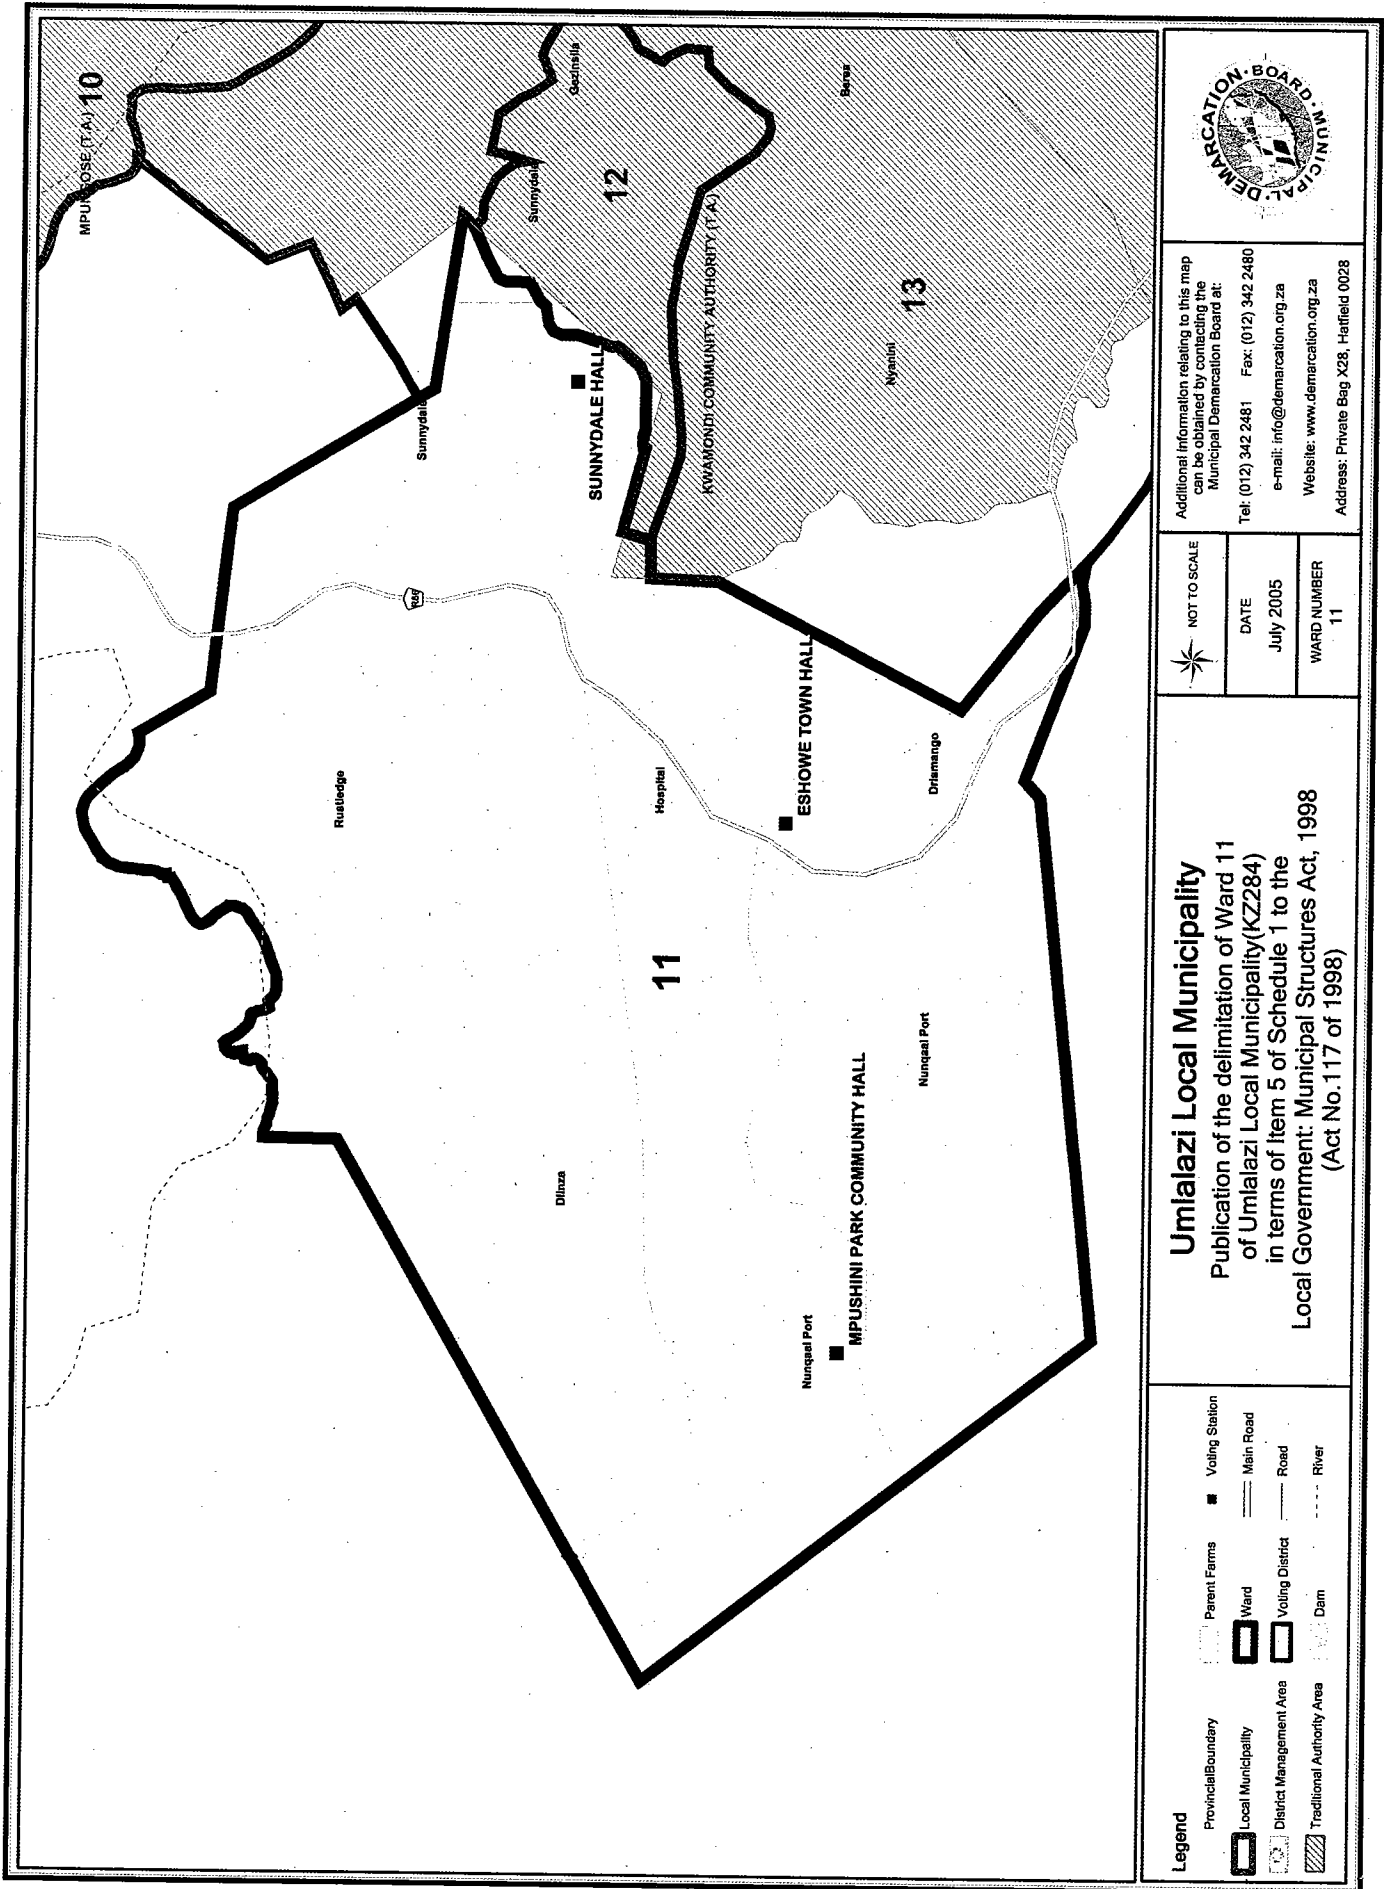 MPUNGOSE (T.A.)
10
Gezinsila
Bares
Sunnydale
12
KWAMONDI COMMUNITY AUTHORITY (T.A.)
13
Nyanini
Sunnydale
SUNNYDALE HALL
R66
Rustledge
Hospital
ESHOWE TOWN HALL
Drismango
11
Dlinza
Nunqaal Port
MPUSHINI PARK COMMUNITY HALL
Nunqaal Port
Legend
ProvincialBoundary
Parent Farms
Voting Station
Local Municipality
Ward
Main Road
District Management Area
Voting District
Road
Traditional Authority Area
Dam
River
Umlalazi Local Municipality
Publication of the delimitation of Ward 11
of Umlalazi Local Municipality(KZ284)
in terms of Item 5 of Schedule 1 to the
Local Government: Municipal Structures Act, 1998
(Act No.117 of 1998)
NOT TO SCALE
DATE
July 2005
WARD NUMBER
11
Additional information relating to this map
can be obtained by contacting the
Municipal Demarcation Board at:
Tel: (012) 342 2481 Fax: (012) 342 2480
e-mail: info@demarcation.org.za
Website: www.demarcation.org.za
Address: Private Bag X28, Hatfield 0028
MUNICIPAL DEMARCATION BOARD